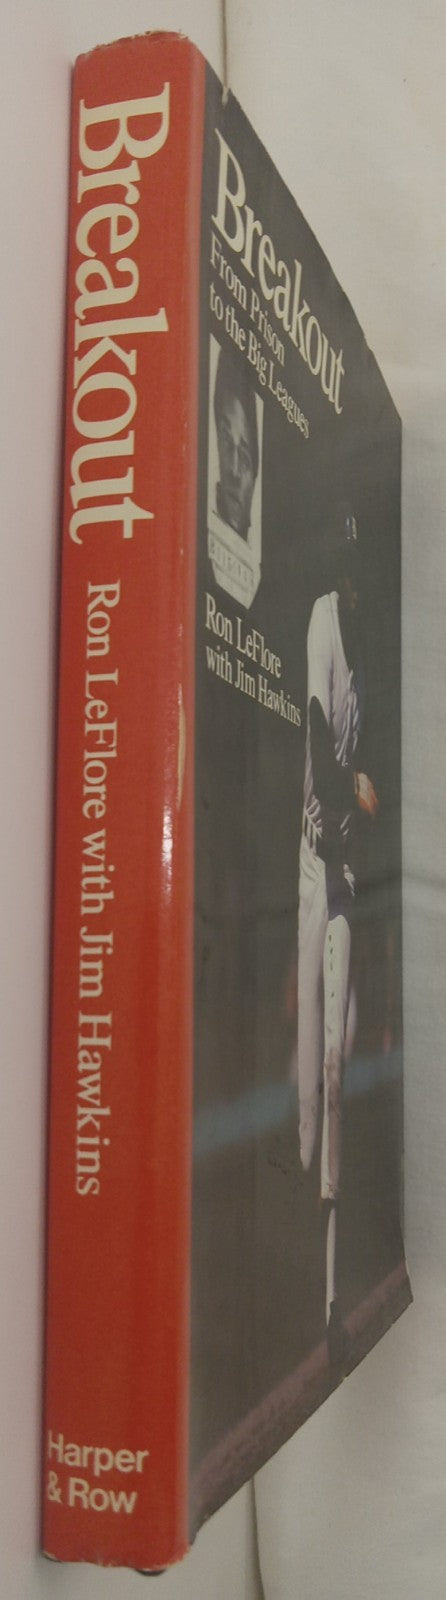 Breakout
Ron LeFlore with Jim Hawkins
Harper
& Row
Breakout
From Prison
to the Big Leagues
Ron LeFlore
with Jim Hawkins